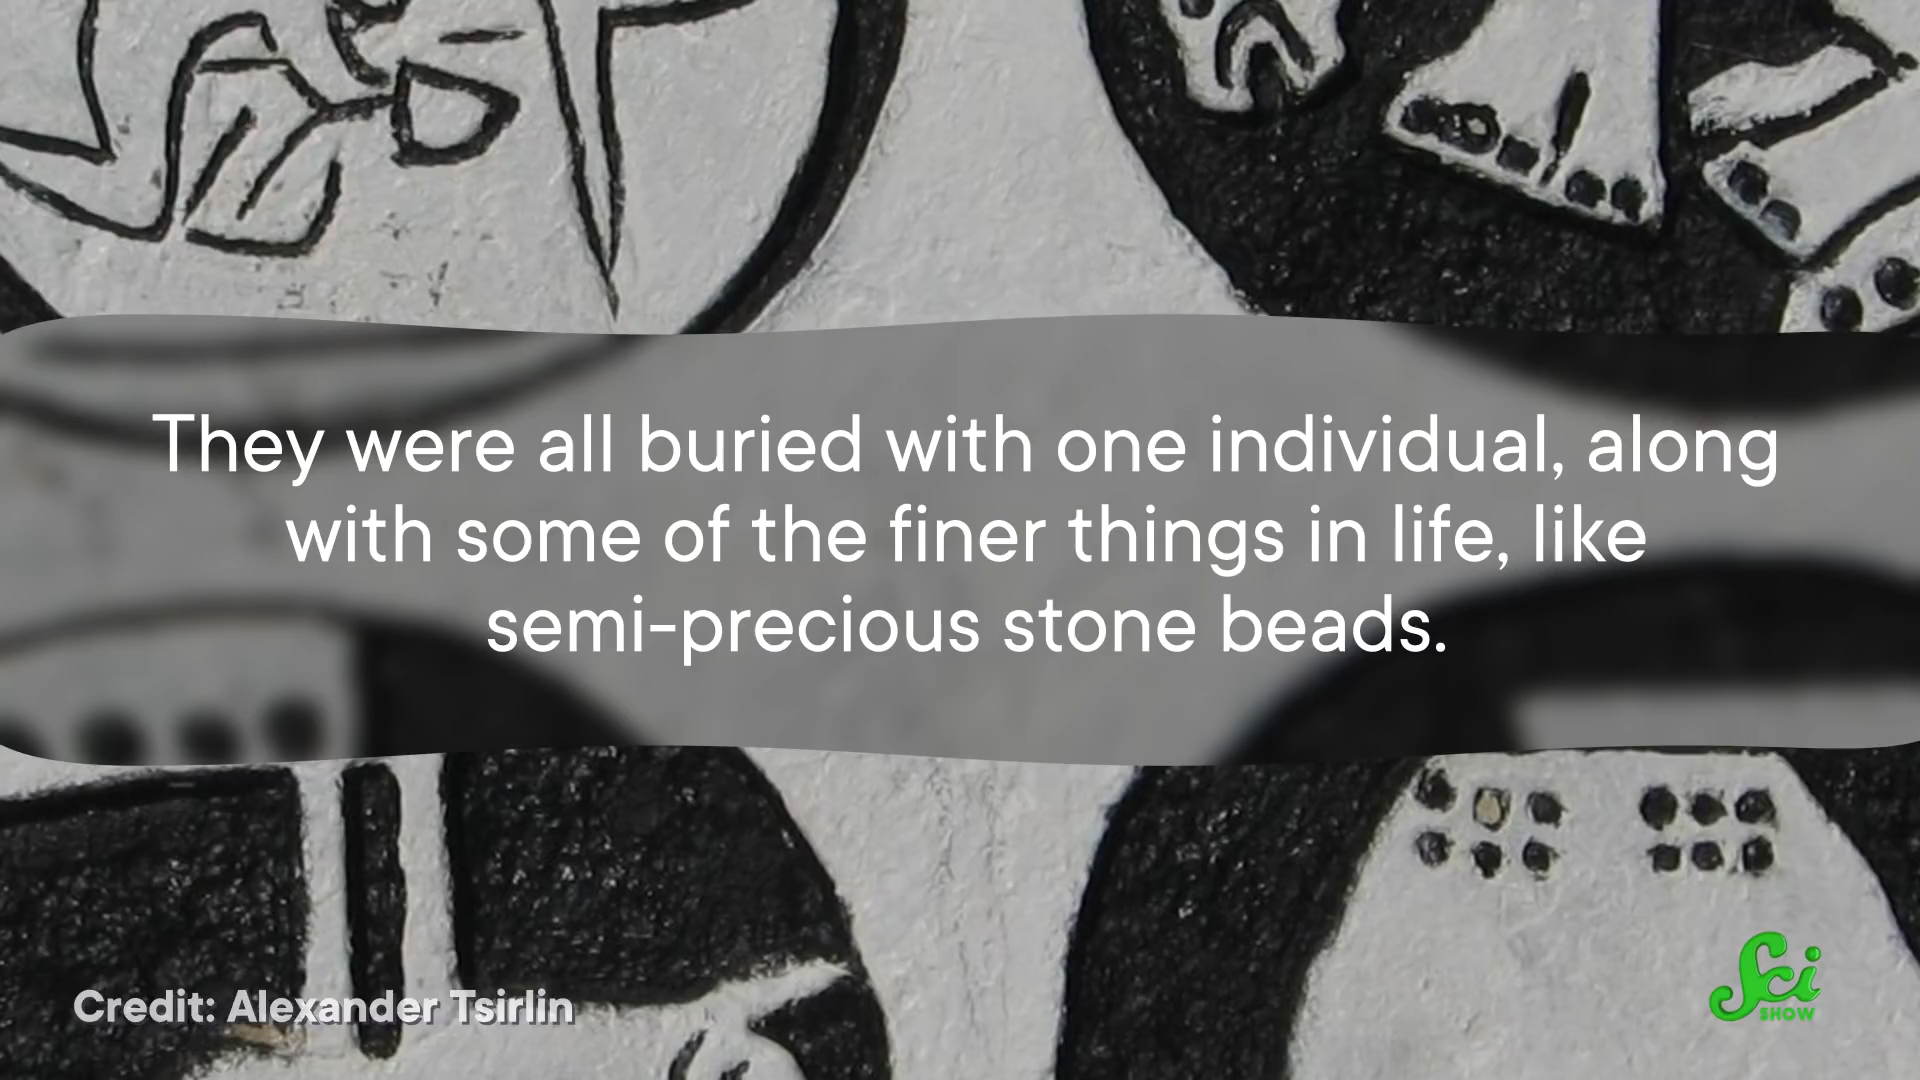 They were all buried with one individual, along
with some of the finer things in life, like
semi-precious stone beads.
Credit: Alexander Tsirlin
Sci
SHOW